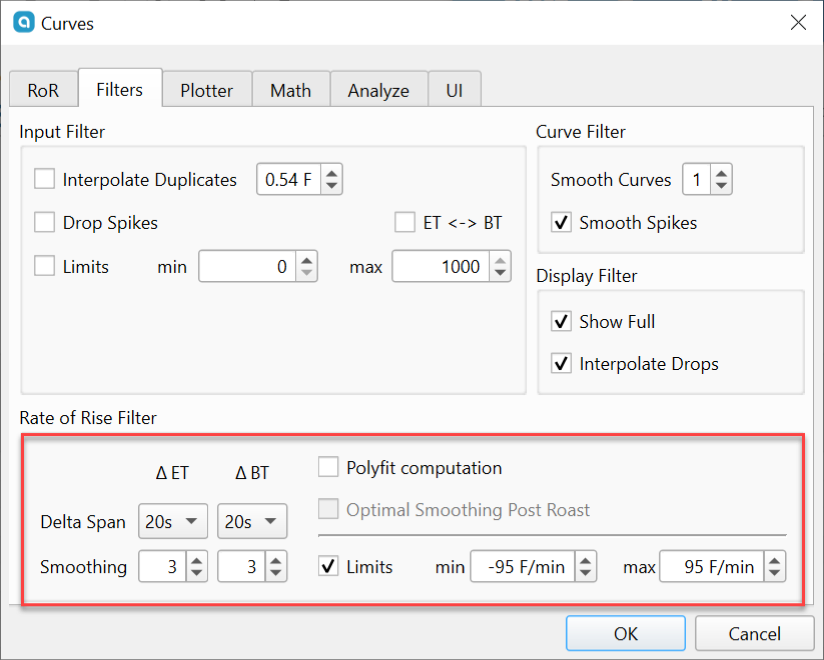 Curves
RoR Filters Plotter Math Analyze UI
Input Filter
Interpolate Duplicates 0.54 F
Drop Spikes ET <-> BT
Limits min 0 max 1000
Curve Filter
Smooth Curves 1
Smooth Spikes
Display Filter
Show Full
Interpolate Drops
Rate of Rise Filter
Δ ET Δ BT
Delta Span 20s 20s
Smoothing 3 3
Polyfit computation
Optimal Smoothing Post Roast
Limits min -95 F/min max 95 F/min
OK Cancel